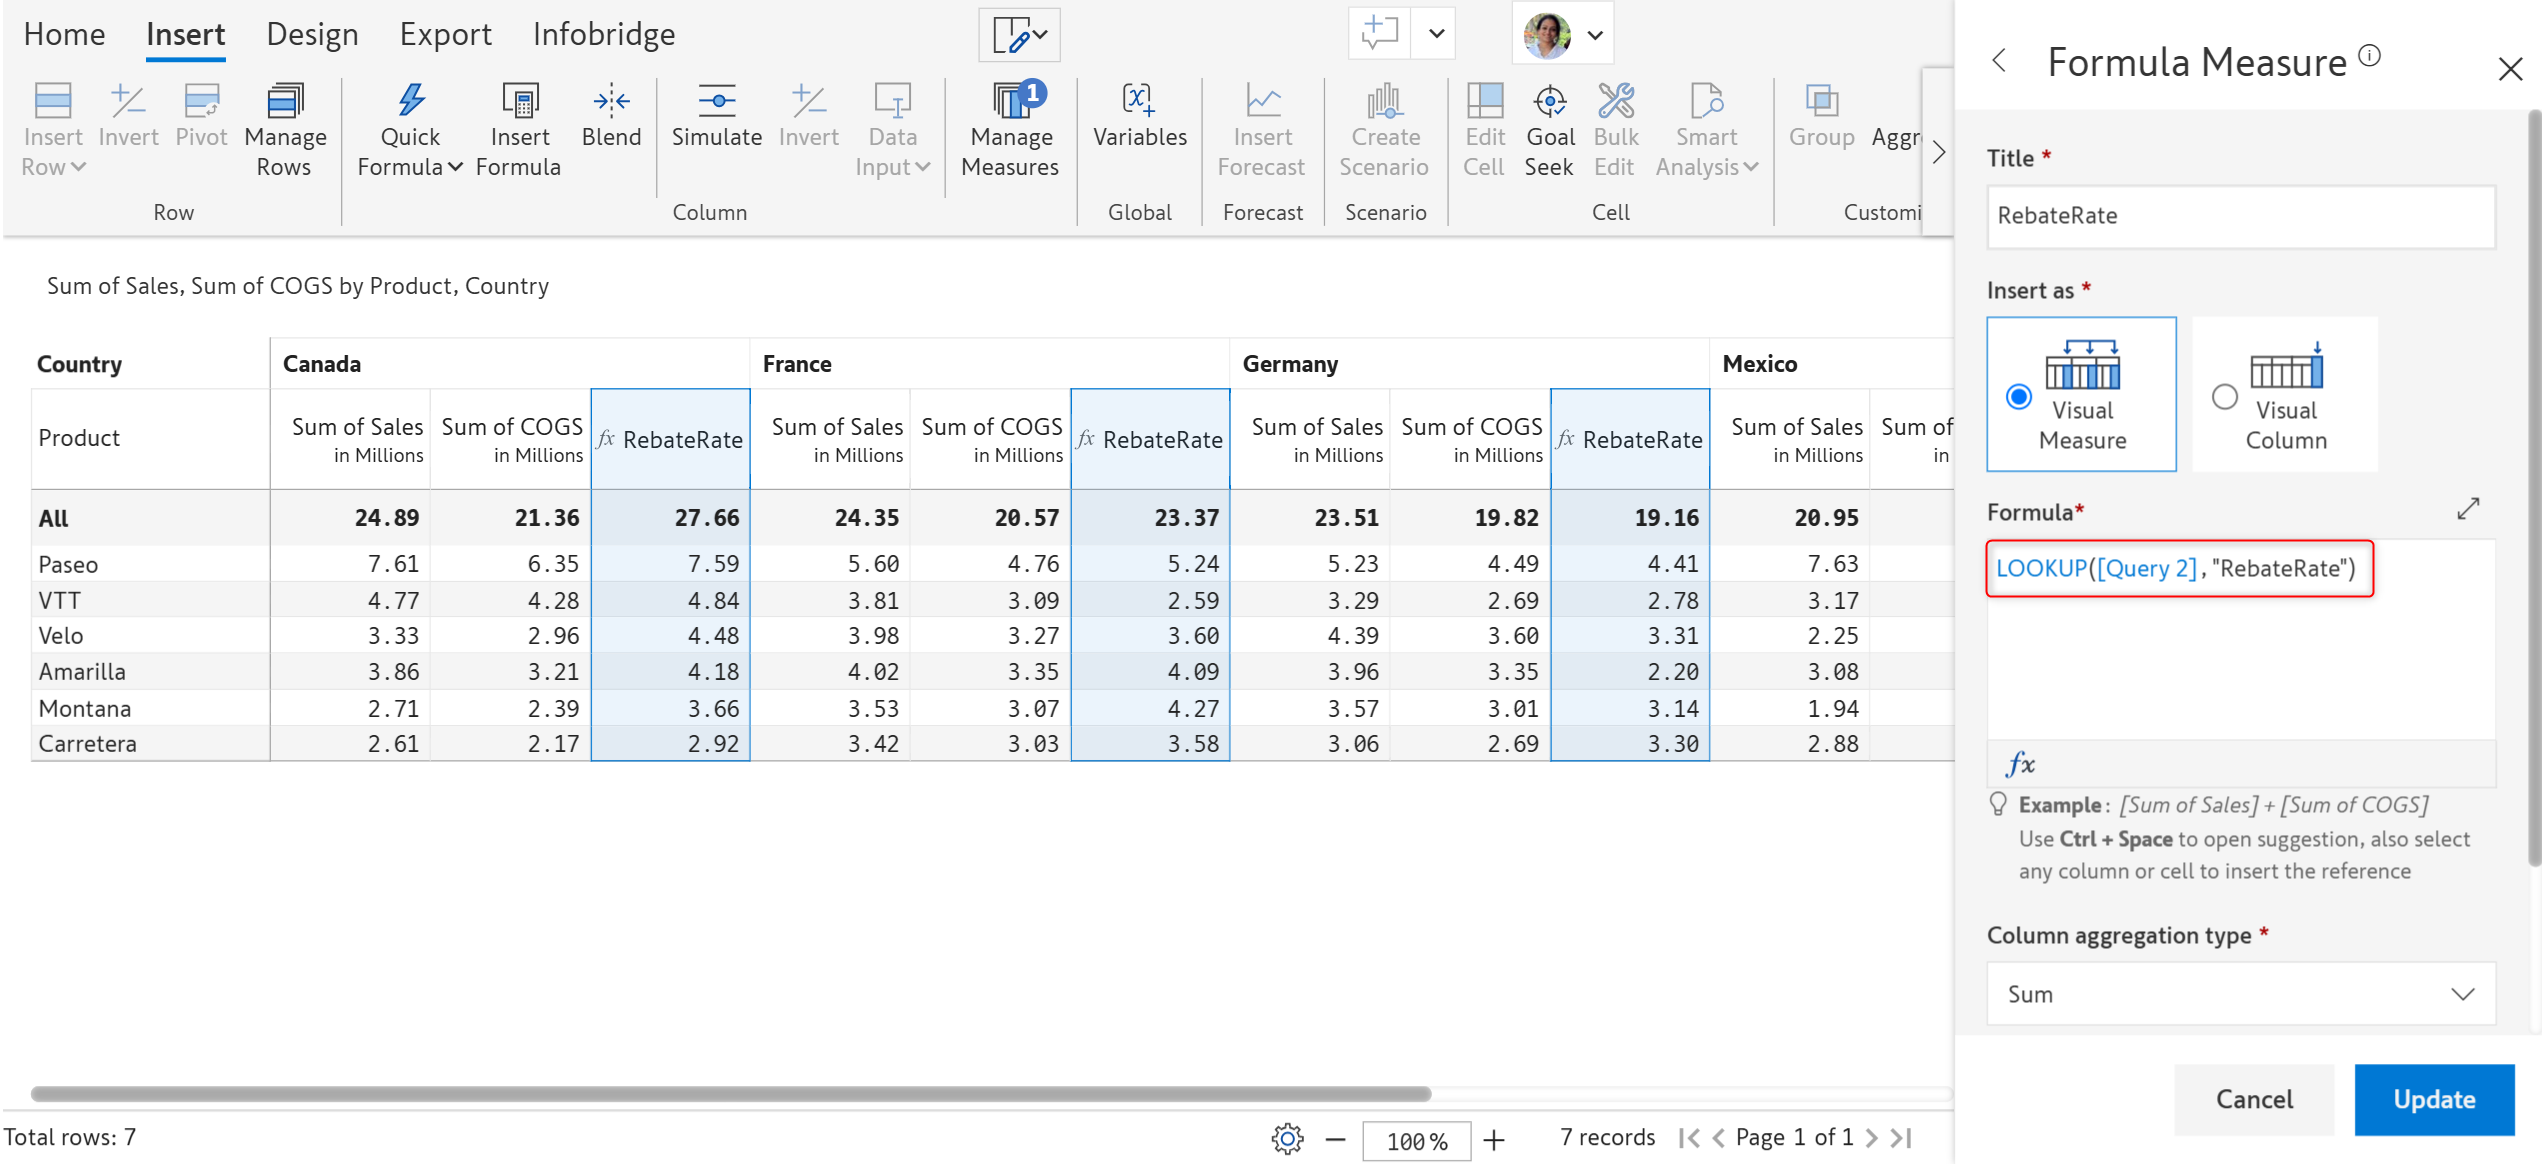 Home Insert Design Export Infobridge
Insert Row
Invert
Pivot
Manage Rows
Row
Quick Formula
Insert Formula
Blend
Simulate
Invert
Data Input
Manage Measures
1
Column
Variables
Global
Insert Forecast
Forecast
Create Scenario
Scenario
Edit Cell
Goal Seek
Bulk Edit
Smart Analysis
Cell
Group
Aggr
Customi
Sum of Sales, Sum of COGS by Product, Country
Country Canada France Germany Mexico
Product Sum of Sales in Millions Sum of COGS in Millions fx RebateRate Sum of Sales in Millions Sum of COGS in Millions fx RebateRate Sum of Sales in Millions Sum of COGS in Millions fx RebateRate Sum of Sales in Millions Sum of in
All 24.89 21.36 27.66 24.35 20.57 23.37 23.51 19.82 19.16 20.95
Paseo 7.61 6.35 7.59 5.60 4.76 5.24 5.23 4.49 4.41 7.63
VTT 4.77 4.28 4.84 3.81 3.09 2.59 3.29 2.69 2.78 3.17
Velo 3.33 2.96 4.48 3.98 3.27 3.60 4.39 3.60 3.31 2.25
Amarilla 3.86 3.21 4.18 4.02 3.35 4.09 3.96 3.35 2.20 3.08
Montana 2.71 2.39 3.66 3.53 3.07 4.27 3.57 3.01 3.14 1.94
Carretera 2.61 2.17 2.92 3.42 3.03 3.58 3.06 2.69 3.30 2.88
Total rows: 7
100 %
7 records
Page 1 of 1
Formula Measure
Title *
RebateRate
Insert as *
Visual Measure
Visual Column
Formula*
LOOKUP([Query 2],"RebateRate")
fx
Example : [Sum of Sales] + [Sum of COGS]
Use Ctrl + Space to open suggestion, also select
any column or cell to insert the reference
Column aggregation type *
Sum
Cancel Update